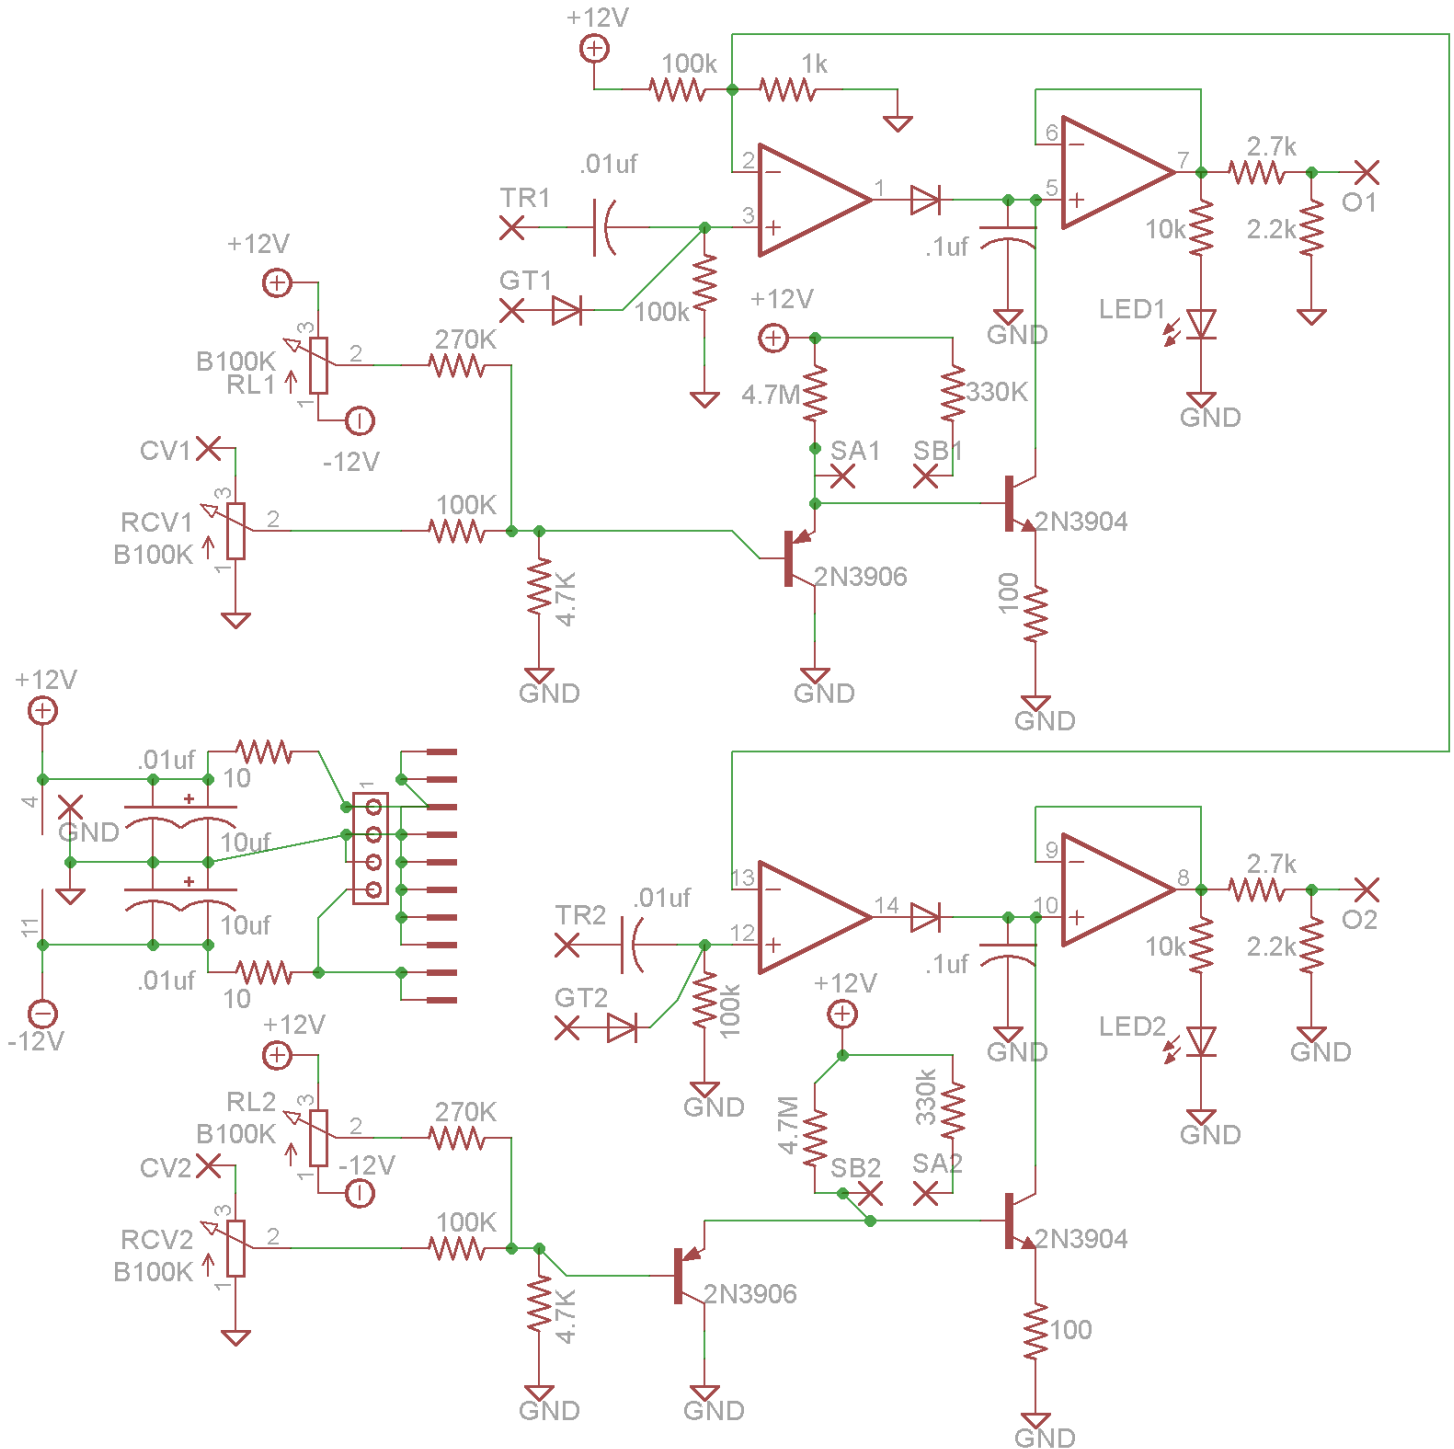 +12V
100k
1k
.01uf
TR1
GT1
100k
2
3
1
6
5
7
2.7k
O1
10k
2.2k
.1uf
GND
LED1
GND
+12V
3
B100K
RL1
2
1
-12V
270K
CV1
3
RCV1
B100K
2
1
100K
4.7K
GND
+12V
4.7M
330K
SA1
SB1
2N3904
2N3906
100
GND
GND
+12V
.01uf
10
1
4
GND
10uf
11
10uf
.01uf
10
-12V
13
12
14
.01uf
TR2
GT2
100k
GND
9
10
8
2.7k
O2
10k
2.2k
.1uf
GND
LED2
GND
GND
+12V
3
RL2
B100K
2
1
-12V
270K
CV2
3
RCV2
B100K
2
1
100K
4.7K
GND
+12V
4.7M
330k
SB2
SA2
2N3904
2N3906
100
GND
GND